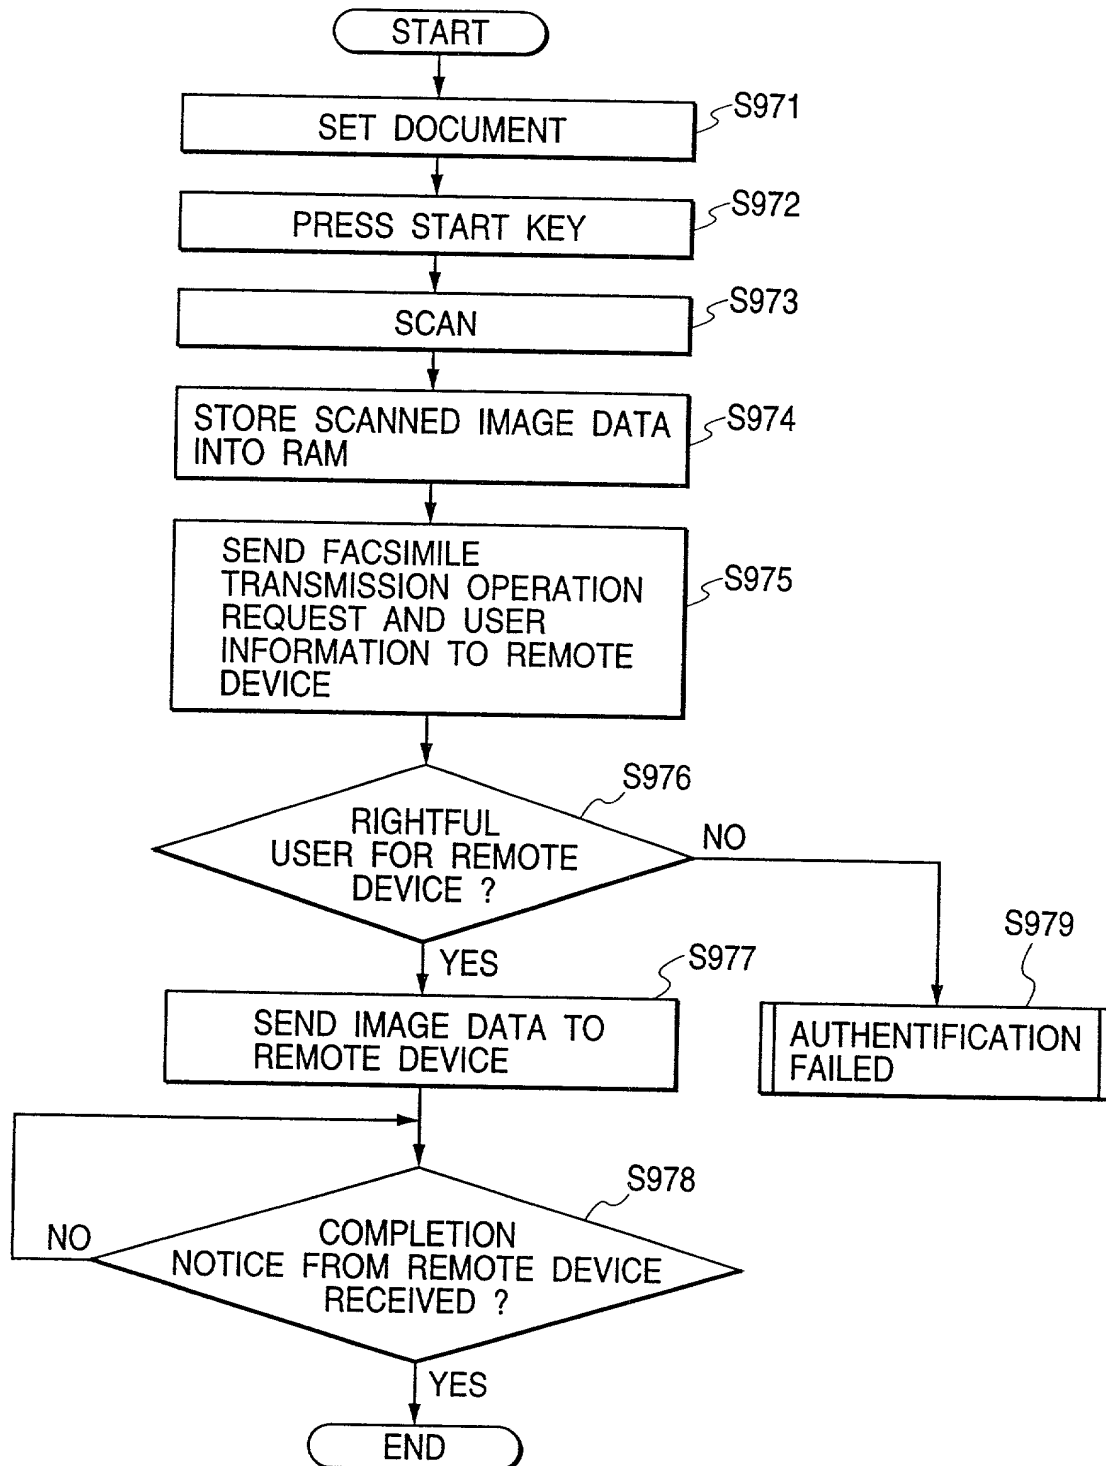 START
S971
SET DOCUMENT
S972
PRESS START KEY
S973
SCAN
S974
STORE SCANNED IMAGE DATA
INTO RAM
S975
SEND FACSIMILE
TRANSMISSION OPERATION
REQUEST AND USER
INFORMATION TO REMOTE
DEVICE
S976
RIGHTFUL
USER FOR REMOTE
DEVICE ?
NO
YES
S977
SEND IMAGE DATA TO
REMOTE DEVICE
S979
AUTHENTIFICATION
FAILED
S978
COMPLETION
NOTICE FROM REMOTE DEVICE
RECEIVED ?
NO
YES
END